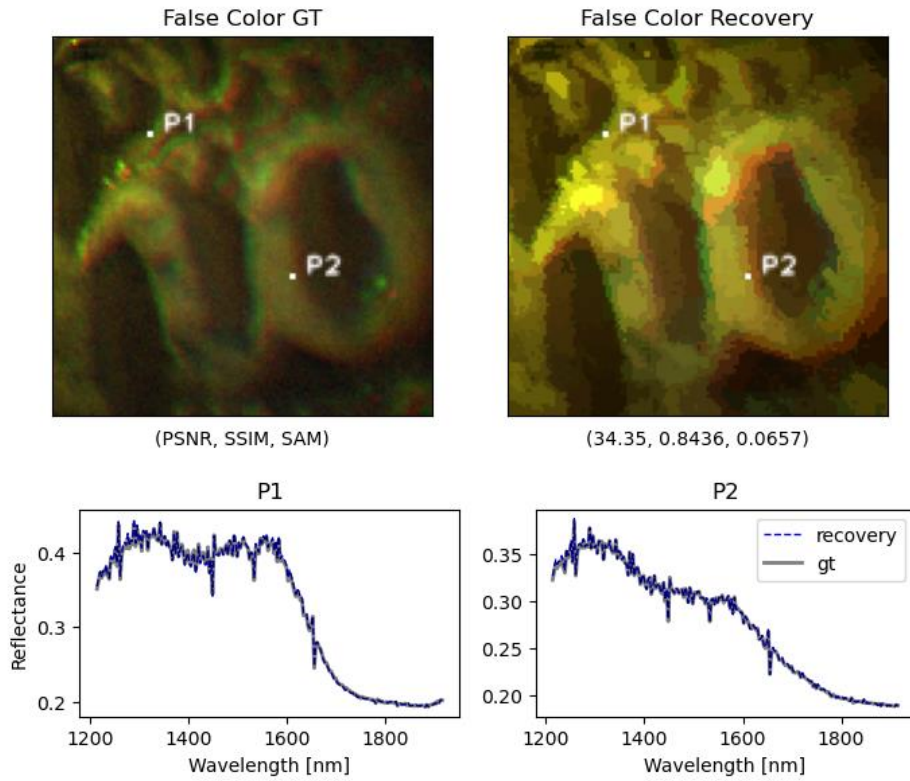 False Color GT
False Color Recovery
P1
P2
P1
P2
(PSNR, SSIM, SAM)
(34.35, 0.8436, 0.0657)
P1
P2
Reflectance
0.4
0.3
0.2
1200 1400 1600 1800
Wavelength [nm]
0.35
0.30
0.25
0.20
recovery
gt
1200 1400 1600 1800
Wavelength [nm]